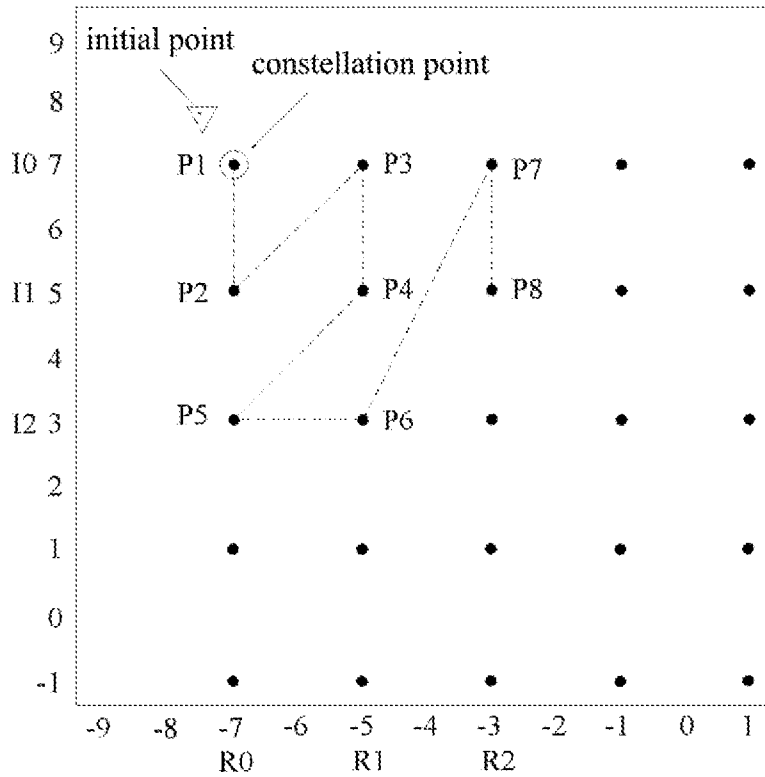 9
initial point
constellation point
8
I0 7 P1 P3 P7
6
I1 5 P2 P4 P8
4
I2 3 P5 P6
2
1
0
-1
-9 -8 -7 -6 -5 -4 -3 -2 -1 0 1
R0 R1 R2